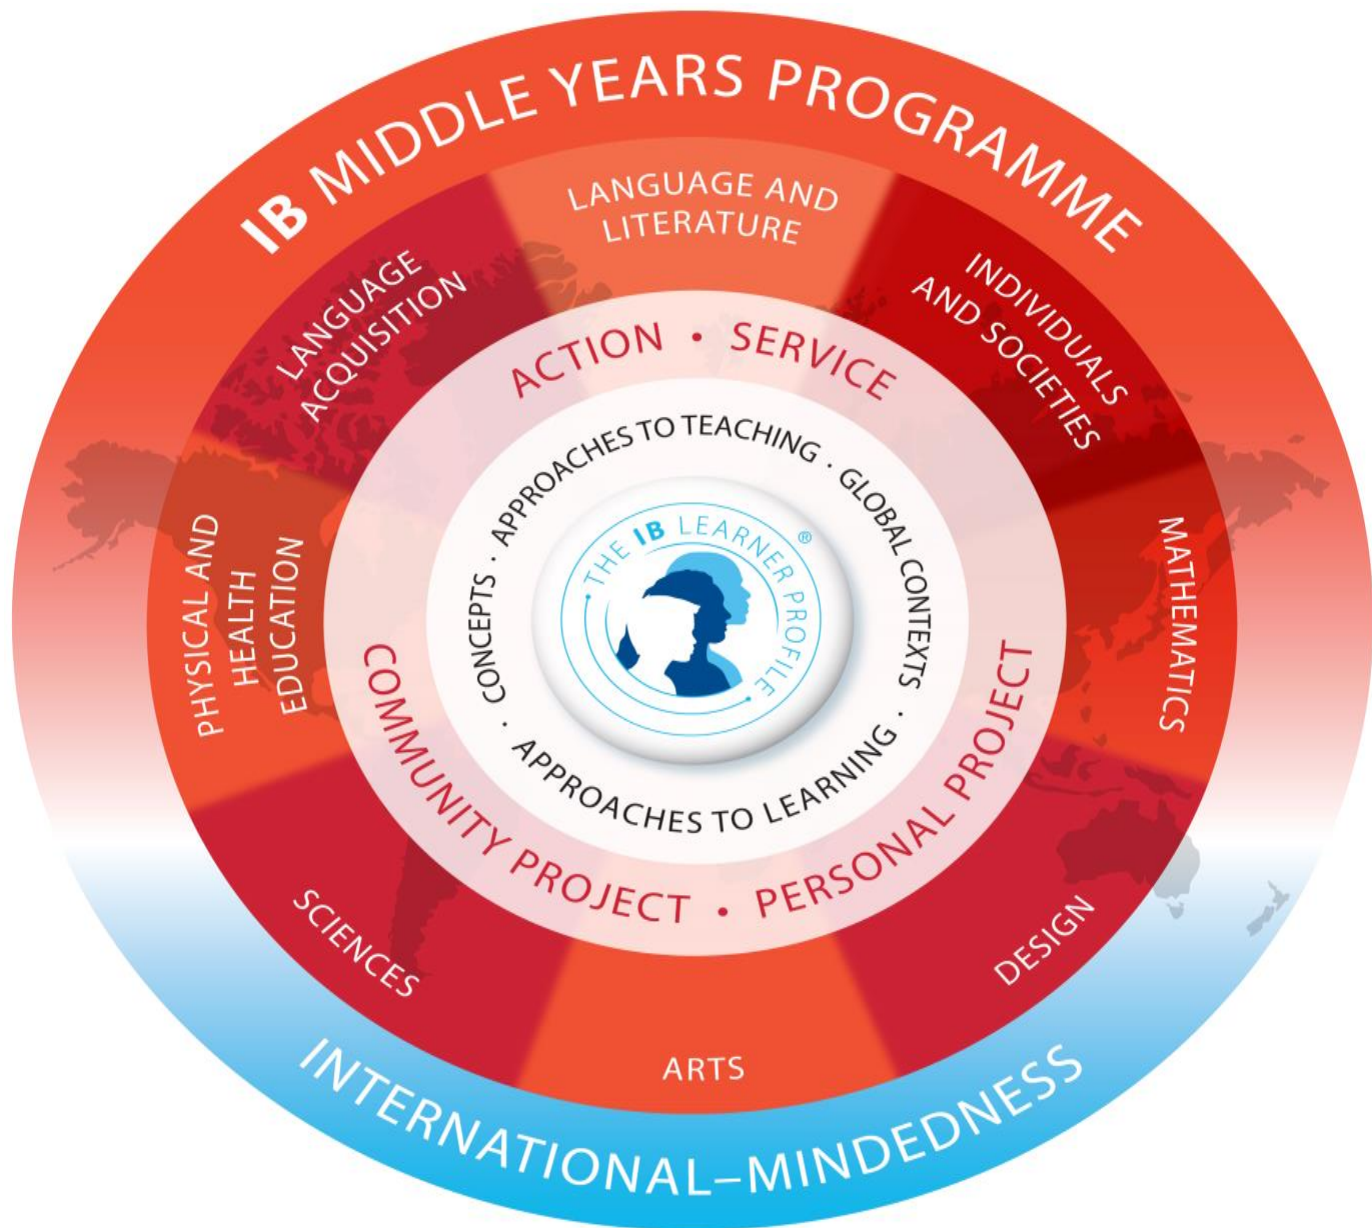 IB MIDDLE YEARS PROGRAMME
LANGUAGE AND
LITERATURE
INDIVIDUALS
AND SOCIETIES
MATHEMATICS
DESIGN
ARTS
SCIENCES
PHYSICAL AND
HEALTH
EDUCATION
LANGUAGE
ACQUISITION
ACTION • SERVICE
COMMUNITY PROJECT • PERSONAL PROJECT
CONCEPTS • APPROACHES TO TEACHING • GLOBAL CONTEXTS •
APPROACHES TO LEARNING •
THE IB LEARNER PROFILE ®
INTERNATIONAL–MINDEDNESS